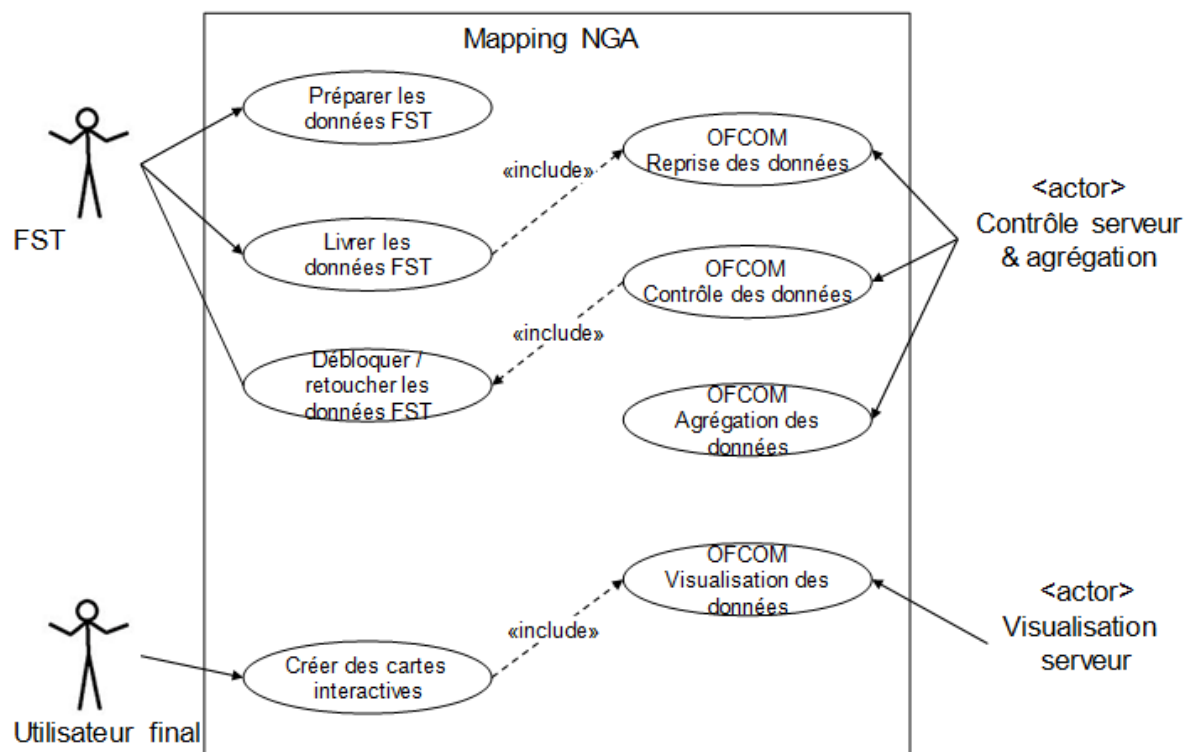 Mapping NGA
Préparer les
données FST
OFCOM
Reprise des données
«include»
<actor>
Contrôle serveur
& agrégation
FST
Livrer les
données FST
OFCOM
Contrôle des données
«include»
Débloquer /
retoucher les
données FST
OFCOM
Agrégation des
données
OFCOM
Visualisation des
données
<actor>
Visualisation
serveur
«include»
Créer des cartes
interactives
Utilisateur final